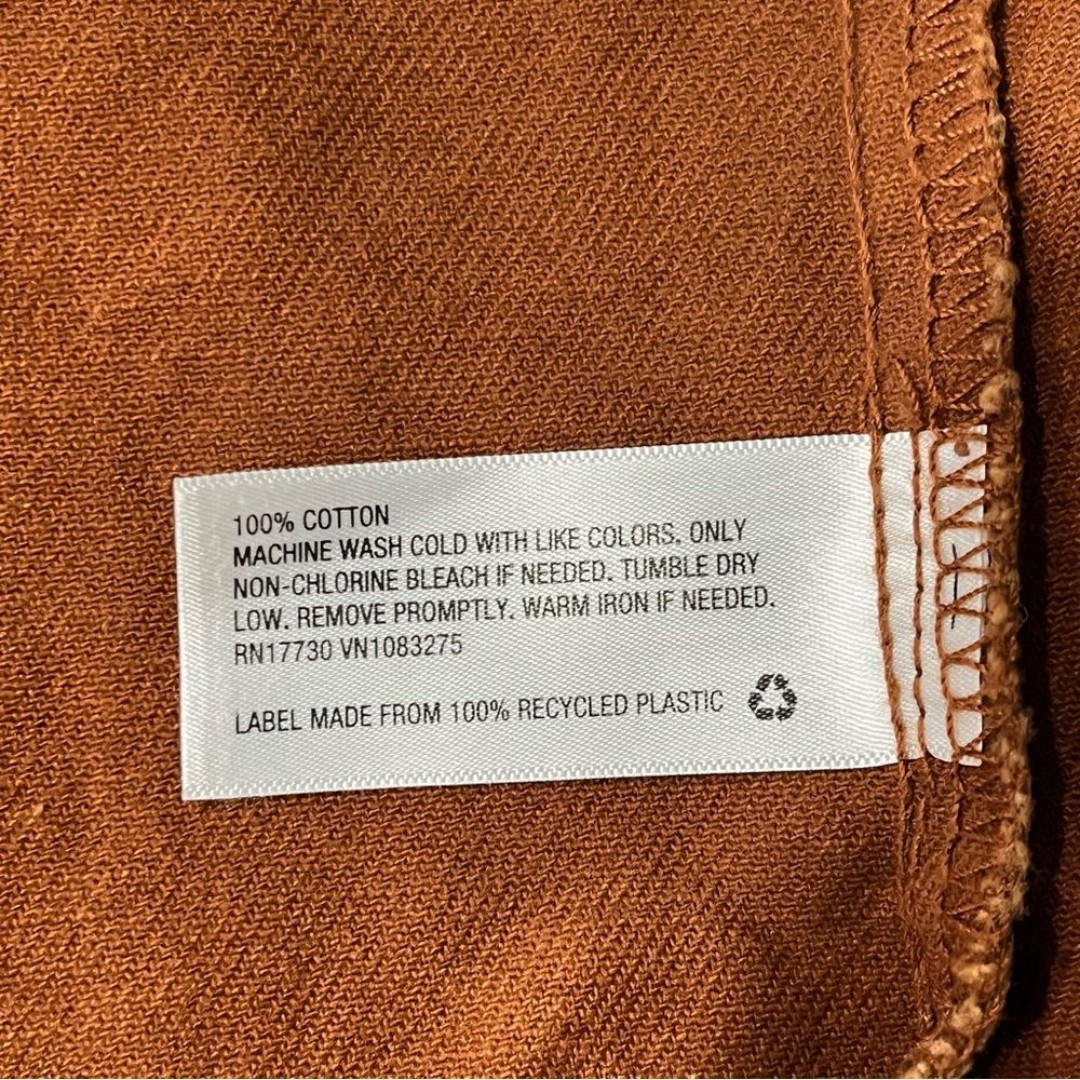 100% COTTON
MACHINE WASH COLD WITH LIKE COLORS. ONLY
NON-CHLORINE BLEACH IF NEEDED. TUMBLE DRY
LOW. REMOVE PROMPTLY. WARM IRON IF NEEDED.
RN17730 VN1083275
LABEL MADE FROM 100% RECYCLED PLASTIC